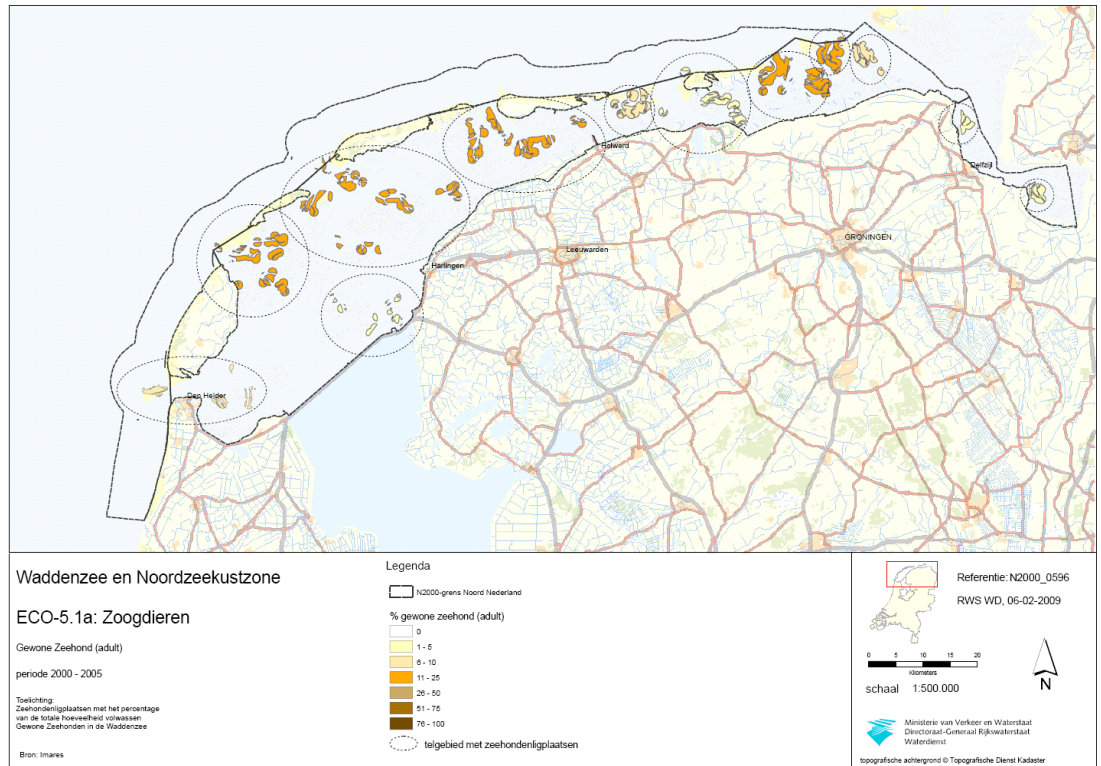 Holwerd
Delfzijl
GRONINGEN
Leeuwarden
Harlingen
Den Helder
Waddenzee en Noordzeekustzone
ECO-5.1a: Zoogdieren
Gewone Zeehond (adult)
periode 2000 - 2005
Toelichting:
Zeehondenligplaatsen met het percentage
van de totale hoeveelheid volwassen
Gewone Zeehonden in de Waddenzee
Bron: Imares
Legenda
N2000-grens Noord Nederland
% gewone zeehond (adult)
0
1 - 5
6 - 10
11 - 25
26 - 50
51 - 75
76 - 100
telgebied met zeehondenligplaatsen
Referentie: N2000_0596
RWS WD, 06-02-2009
0 5 10 15 20
Kilometers
schaal 1:500.000
N
Ministerie van Verkeer en Waterstaat
Directoraat-Generaal Rijkswaterstaat
Waterdienst
topografische achtergrond © Topografische Dienst Kadaster